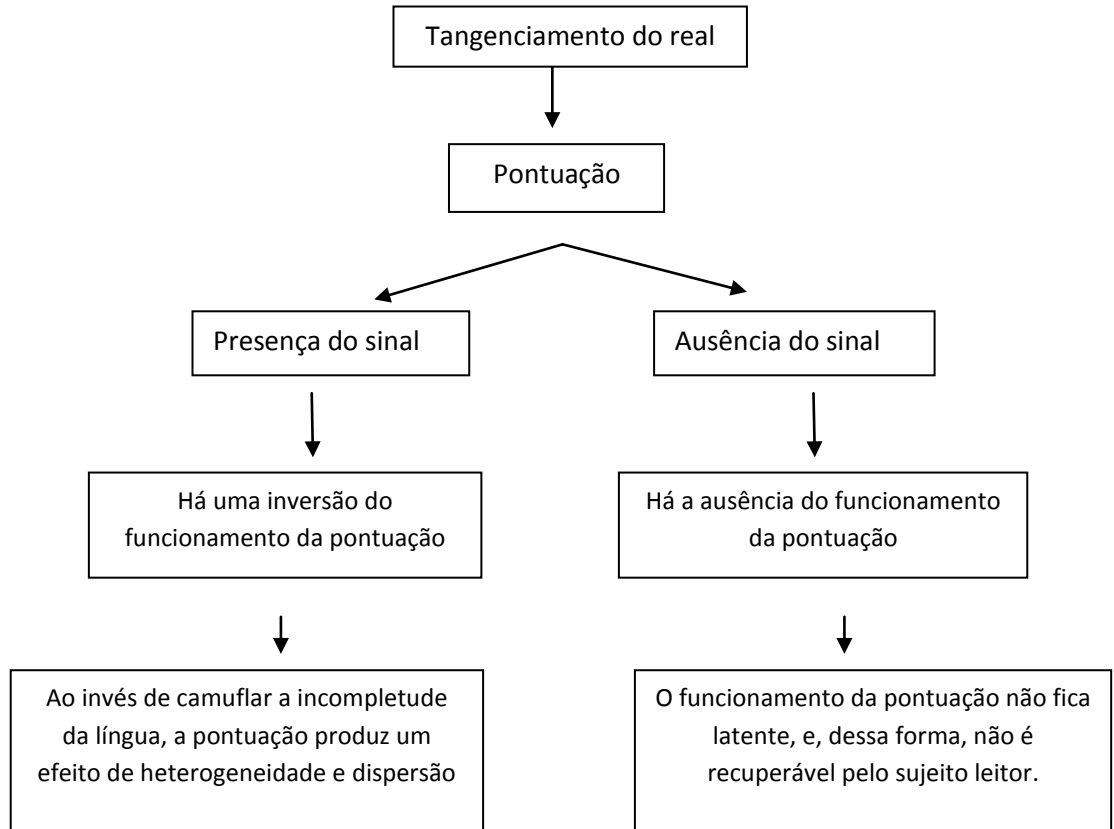 Tangenciamento do real
Pontuação
Presença do sinal
Ausência do sinal
Há uma inversão do
funcionamento da pontuação
Há a ausência do funcionamento
da pontuação
Ao invés de camuflar a incompletude
da língua, a pontuação produz um
efeito de heterogeneidade e dispersão
O funcionamento da pontuação não fica
latente, e, dessa forma, não é
recuperável pelo sujeito leitor.